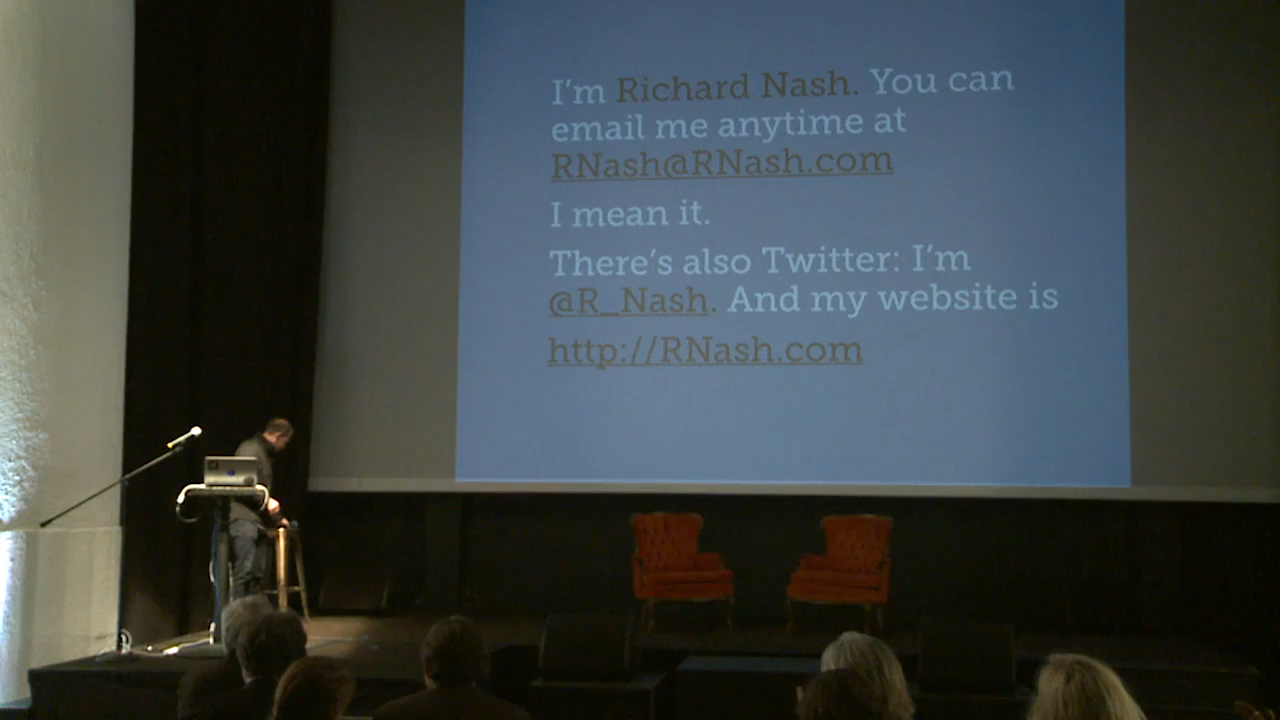 I'm Richard Nash. You can
email me anytime at
RNash@RNash.com
I mean it.
There's also Twitter: I'm
@R_Nash. And my website is
http://RNash.com